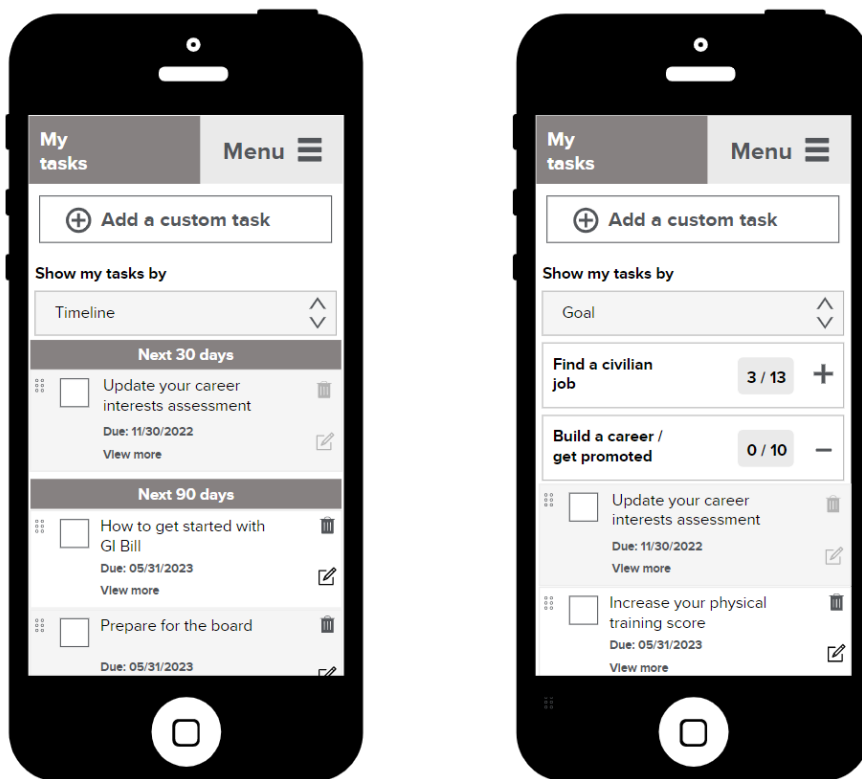 My
tasks
Menu
Add a custom task
Show my tasks by
Timeline
Next 30 days
Update your career
interests assessment
Due: 11/30/2022
View more
Next 90 days
How to get started with
GI Bill
Due: 05/31/2023
View more
Prepare for the board
Due: 05/31/2023
My
tasks
Menu
Add a custom task
Show my tasks by
Goal
Find a civilian
job
3 / 13
Build a career /
get promoted
0 / 10
Update your career
interests assessment
Due: 11/30/2022
View more
Increase your physical
training score
Due: 05/31/2023
View more